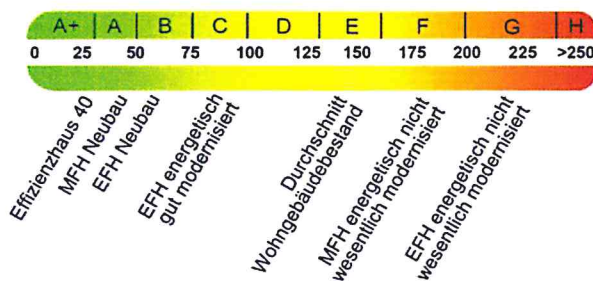 A+ A B C D E F G H
0 25 50 75 100 125 150 175 200 225 >250
Effizienzhaus 40
MFH Neubau
EFH Neubau
EFH energetisch
gut modernisiert
Durchschnitt
Wohngebäudebestand
MFH energetisch nicht
wesentlich modernisiert
EFH energetisch nicht
wesentlich modernisiert